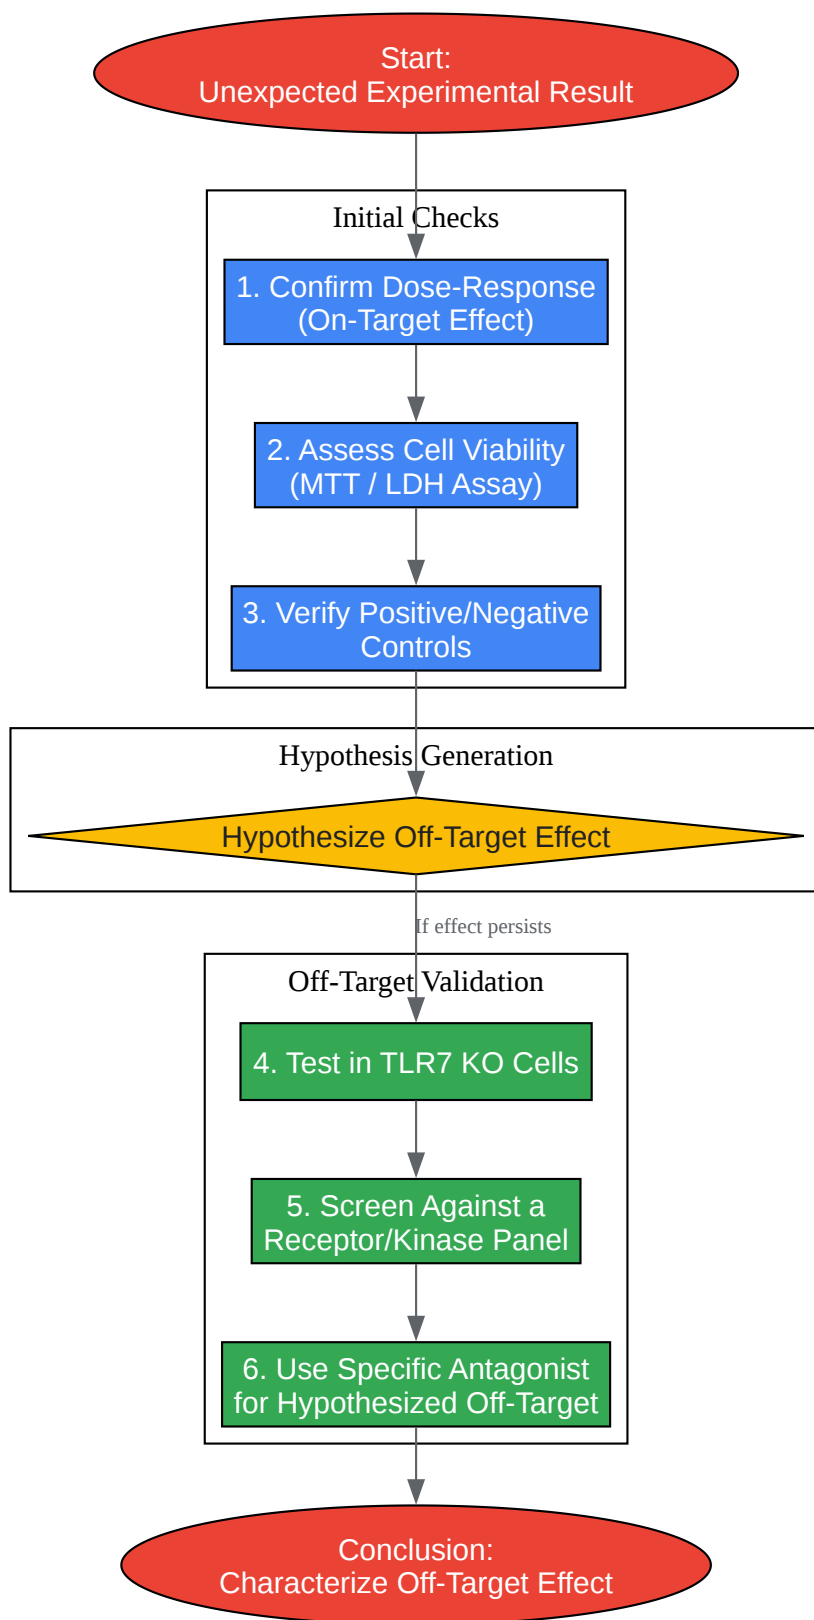 Start:
Unexpected Experimental Result
Initial Checks
1. Confirm Dose-Response
(On-Target Effect)
2. Assess Cell Viability
(MTT / LDH Assay)
3. Verify Positive/Negative
Controls
Hypothesis Generation
Hypothesize Off-Target Effect
If effect persists
Off-Target Validation
4. Test in TLR7 KO Cells
5. Screen Against a
Receptor/Kinase Panel
6. Use Specific Antagonist
for Hypothesized Off-Target
Conclusion:
Characterize Off-Target Effect